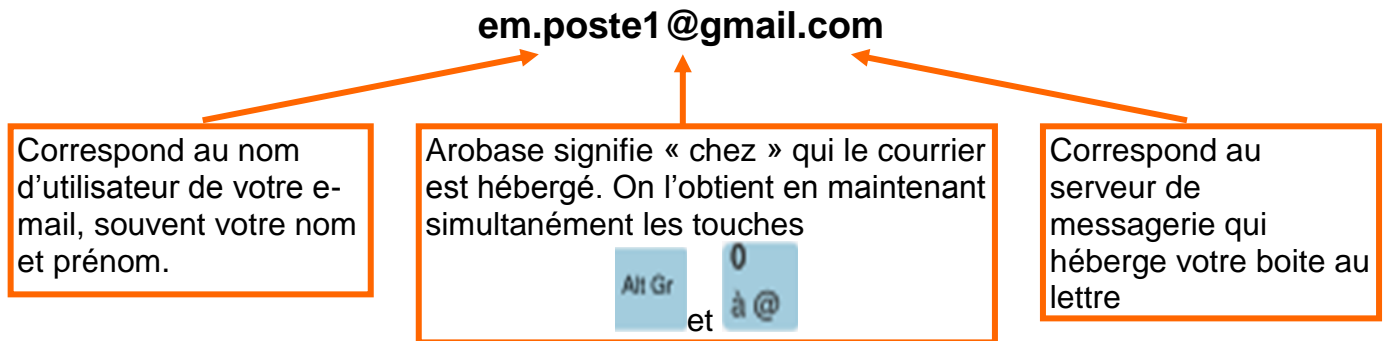 em.poste1@gmail.com
Correspond au nom
d’utilisateur de votre e-
mail, souvent votre nom
et prénom.
Arobase signifie « chez » qui le courrier
est hébergé. On l’obtient en maintenant
simultanément les touches
Alt Gr
et
0
à @
Correspond au
serveur de
messagerie qui
héberge votre boite au
lettre